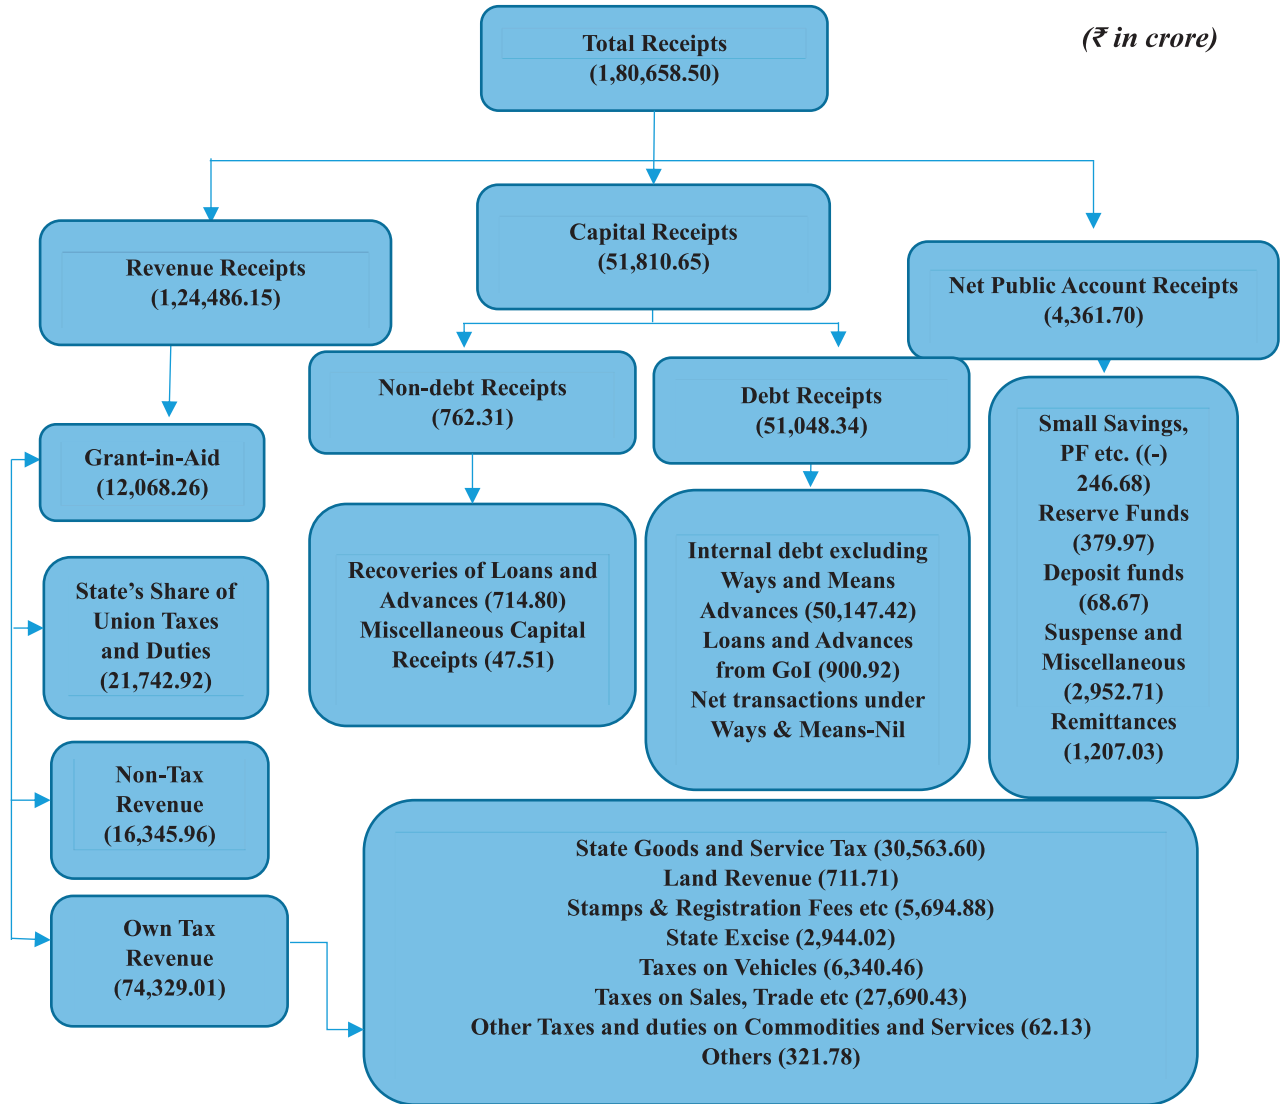 Total Receipts
(1,80,658.50)
(₹ in crore)
Capital Receipts
(51,810.65)
Revenue Receipts
(1,24,486.15)
Net Public Account Receipts
(4,361.70)
Non-debt Receipts
(762.31)
Debt Receipts
(51,048.34)
Grant-in-Aid
(12,068.26)
State’s Share of
Union Taxes
and Duties
(21,742.92)
Non-Tax
Revenue
(16,345.96)
Own Tax
Revenue
(74,329.01)
Recoveries of Loans and
Advances (714.80)
Miscellaneous Capital
Receipts (47.51)
Internal debt excluding
Ways and Means
Advances (50,147.42)
Loans and Advances
from GoI (900.92)
Net transactions under
Ways & Means-Nil
Small Savings,
PF etc. ((-)
246.68)
Reserve Funds
(379.97)
Deposit funds
(68.67)
Suspense and
Miscellaneous
(2,952.71)
Remittances
(1,207.03)
State Goods and Service Tax (30,563.60)
Land Revenue (711.71)
Stamps & Registration Fees etc (5,694.88)
State Excise (2,944.02)
Taxes on Vehicles (6,340.46)
Taxes on Sales, Trade etc (27,690.43)
Other Taxes and duties on Commodities and Services (62.13)
Others (321.78)